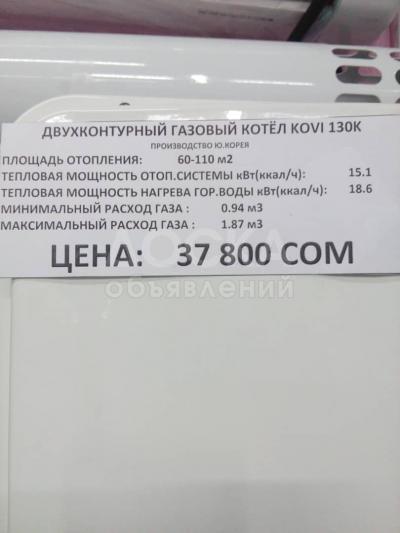 ДВУХКОНТУРНЫЙ ГАЗОВЫЙ КОТЁЛ KOVI 130K
ПРОИЗВОДСТВО Ю.КОРЕЯ
ПЛОЩАДЬ ОТОПЛЕНИЯ: 60-110 м2
ТЕПЛОВАЯ МОЩНОСТЬ ОТОП.СИСТЕМЫ кВт(ккал/ч): 15.1
ТЕПЛОВАЯ МОЩНОСТЬ НАГРЕВА ГОР.ВОДЫ кВт(ккал/ч): 18.6
МИНИМАЛЬНЫЙ РАСХОД ГАЗА : 0.94 м3
МАКСИМАЛЬНЫЙ РАСХОД ГАЗА : 1.87 м3
ЦЕНА: 37 800 СОМ
ДОСКА
объявлений